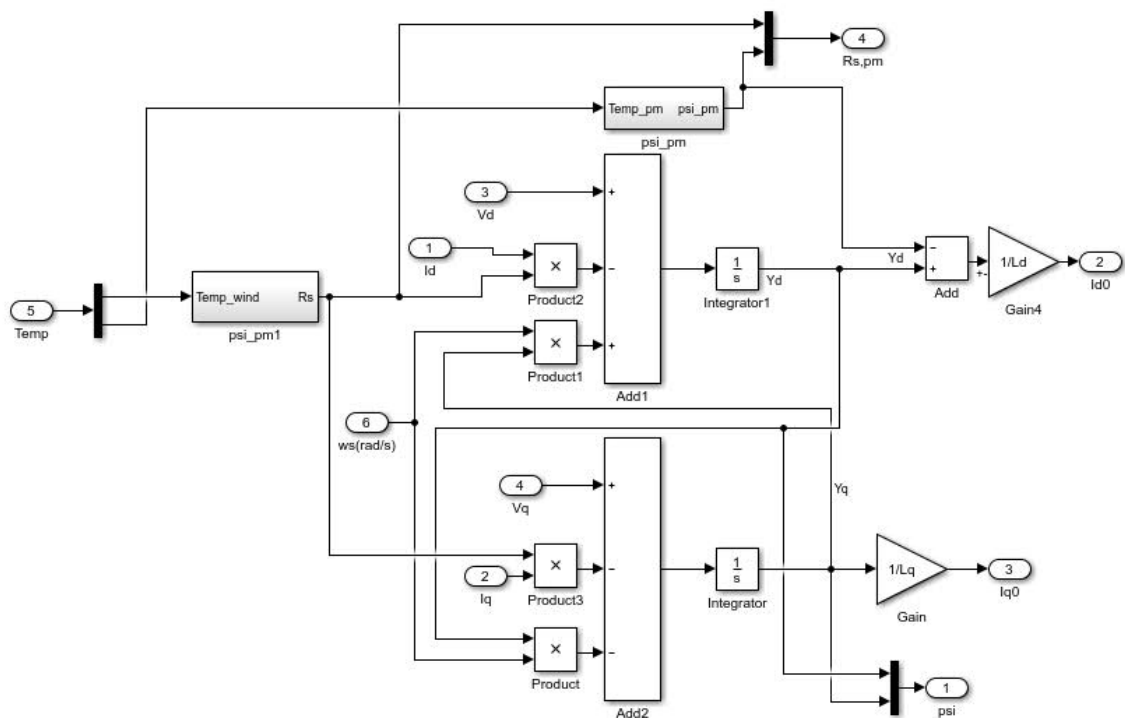 4
Rs,pm
Temp_pm psi_pm
psi_pm
3
Vd
+
1
Id
×
−
Product2
1
s
Integrator1
Yd
Yd
−
+
Add
+-
1/Ld
Gain4
2
Id0
5
Temp
Temp_wind Rs
psi_pm1
×
+
Product1
Add1
6
ws(rad/s)
4
Vq
+
Yq
2
Iq
×
−
Product3
1
s
Integrator
1/Lq
Gain
3
Iq0
×
−
Product
Add2
1
psi